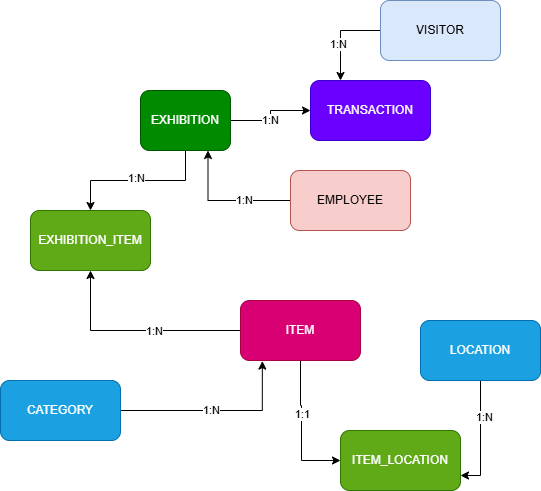 VISITOR
1:N
TRANSACTION
EXHIBITION
1:N
1:N
1:N
EMPLOYEE
EXHIBITION_ITEM
ITEM
1:N
LOCATION
CATEGORY
1:N
1:1
1:N
ITEM_LOCATION